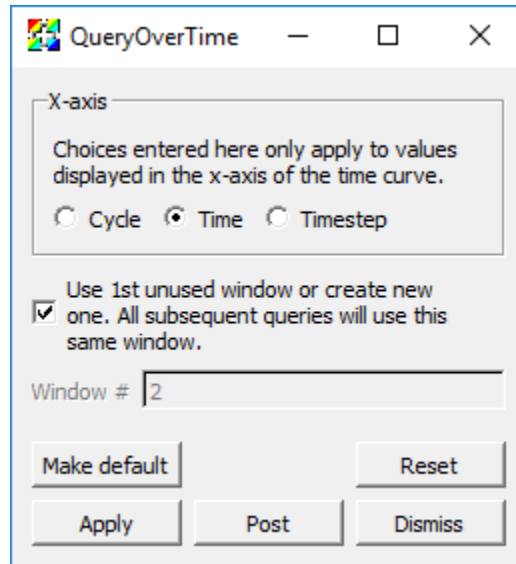 QueryOverTime
X-axis
Choices entered here only apply to values
displayed in the x-axis of the time curve.
Cycle Time Timestep
Use 1st unused window or create new
one. All subsequent queries will use this
same window.
Window # 2
Make default Reset
Apply Post Dismiss